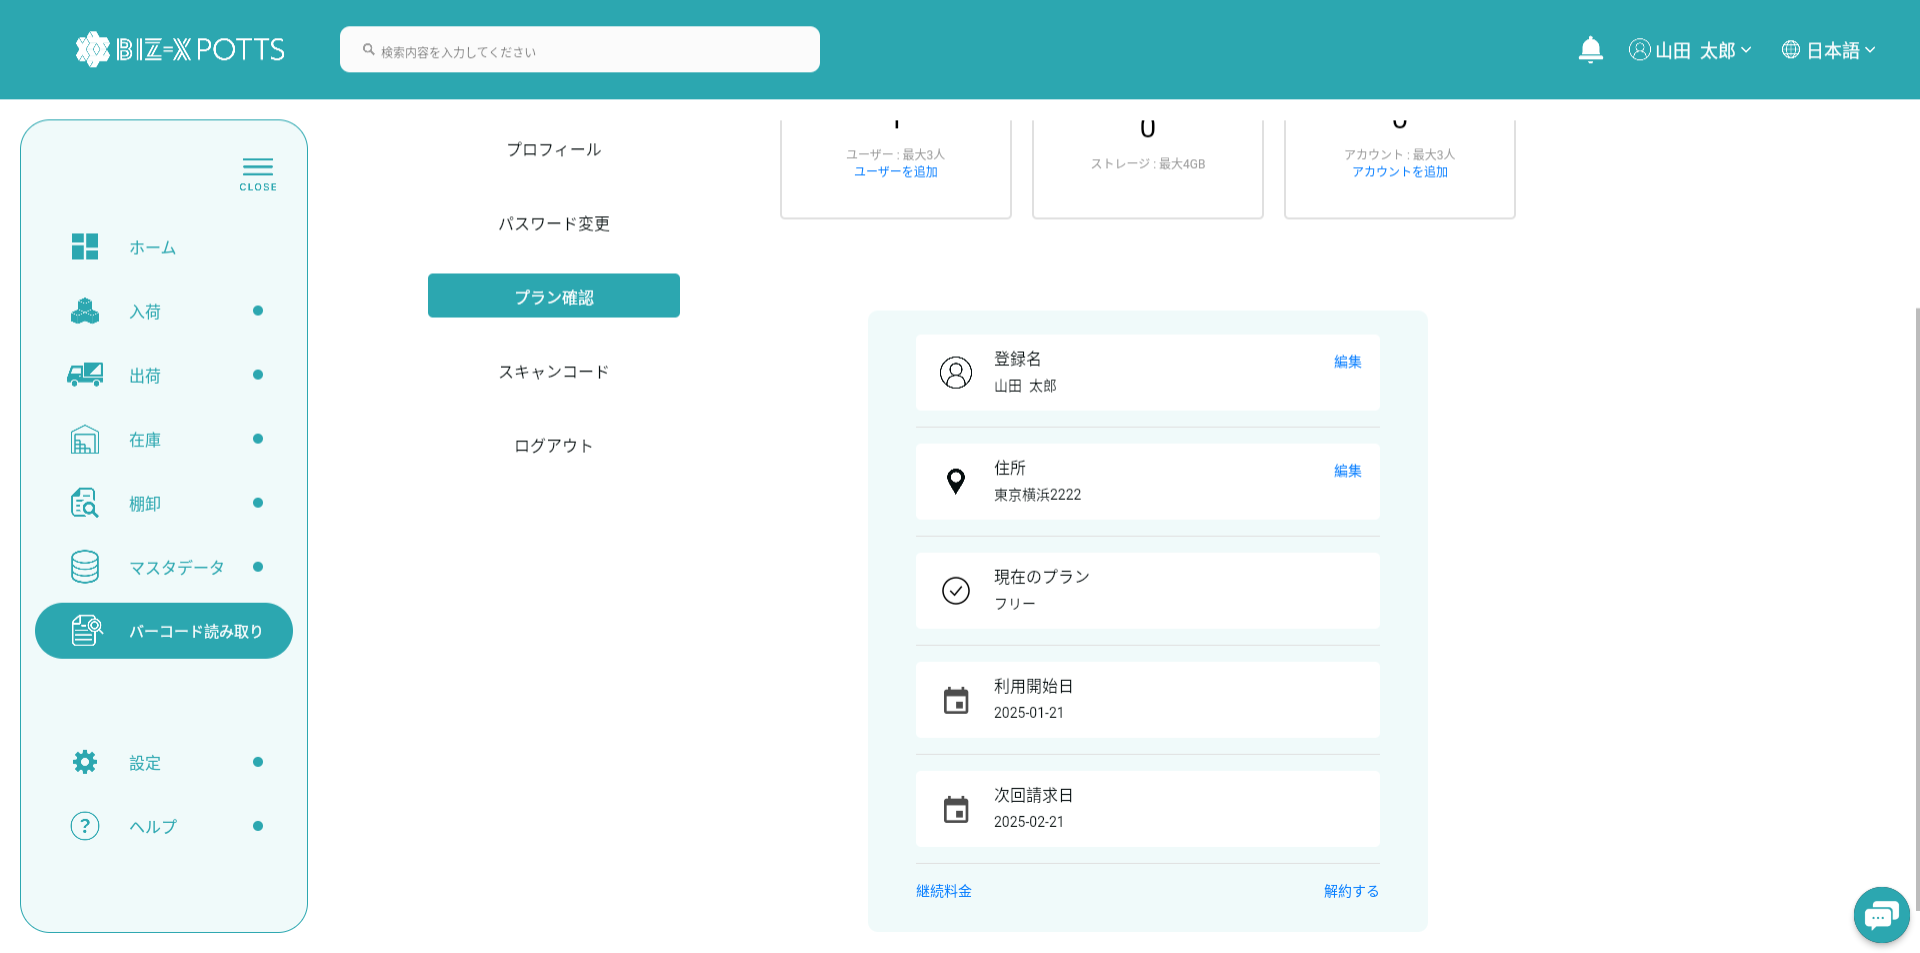 BIZ=X POTTS
検索内容を入力してください
山田 太郎
日本語
CLOSE
ホーム
入荷
出荷
在庫
棚卸
マスタデータ
バーコード読み取り
設定
ヘルプ
プロフィール
パスワード変更
プラン確認
スキャンコード
ログアウト
ユーザー : 最大3人
ユーザーを追加
0
ストレージ : 最大4GB
アカウント : 最大3人
アカウントを追加
登録名
編集
山田 太郎
住所
編集
東京横浜2222
現在のプラン
フリー
利用開始日
2025-01-21
次回請求日
2025-02-21
継続料金
解約する